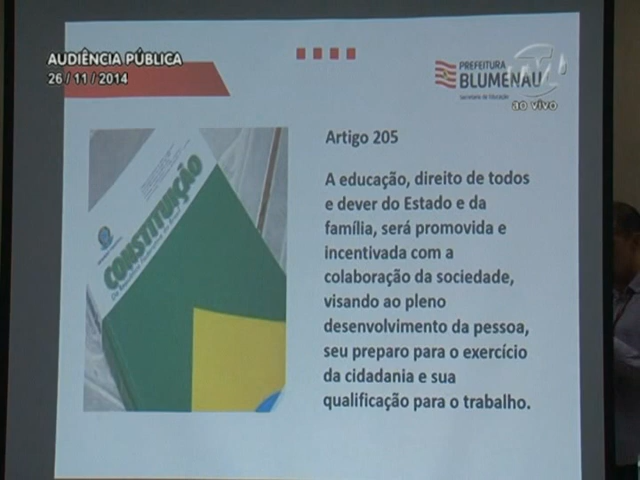 AUDIÊNCIA PÚBLICA
26/11/2014
PREFEITURA
BLUMENAU
Secretaria de Educação
ao vivo
CONSTITUIÇÃO
Artigo 205
A educação, direito de todos
e dever do Estado e da
família, será promovida e
incentivada com a
colaboração da sociedade,
visando ao pleno
desenvolvimento da pessoa,
seu preparo para o exercício
da cidadania e sua
qualificação para o trabalho.